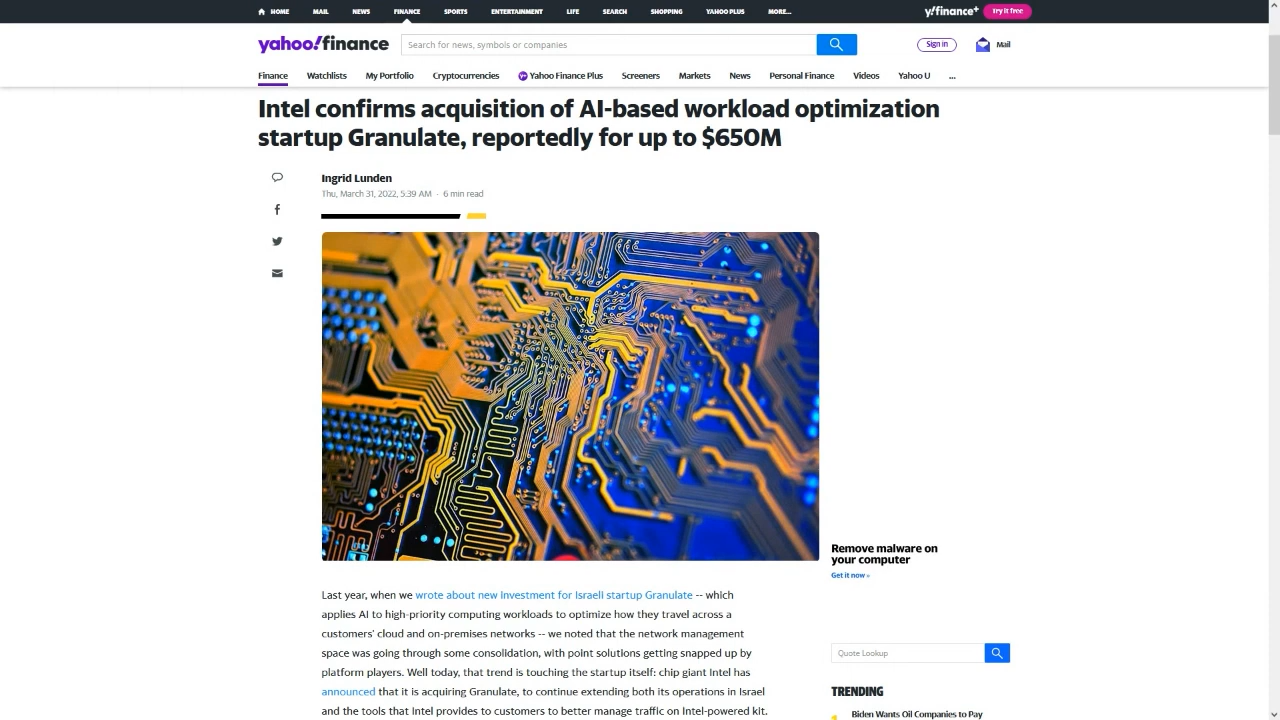 HOME MAIL NEWS FINANCE SPORTS ENTERTAINMENT LIFE SEARCH SHOPPING YAHOO PLUS MORE... y!finance+ Try it free
yahoo!finance Search for news, symbols or companies Sign in Mail
Finance Watchlists My Portfolio Cryptocurrencies Y+ Yahoo Finance Plus Screeners Markets News Personal Finance Videos Yahoo U ...
Intel confirms acquisition of AI-based workload optimization
startup Granulate, reportedly for up to $650M
Ingrid Lunden
Thu, March 31, 2022, 5:39 AM · 6 min read
Remove malware on
your computer
Get it now »
Last year, when we wrote about new investment for Israeli startup Granulate -- which
applies AI to high-priority computing workloads to optimize how they travel across a
customers' cloud and on-premises networks -- we noted that the network management
space was going through some consolidation, with point solutions getting snapped up by
platform players. Well today, that trend is touching the startup itself: chip giant Intel has
announced that it is acquiring Granulate, to continue extending both its operations in Israel
and the tools that Intel provides to customers to better manage traffic on Intel-powered kit.
Quote Lookup
TRENDING
Biden Wants Oil Companies to Pay